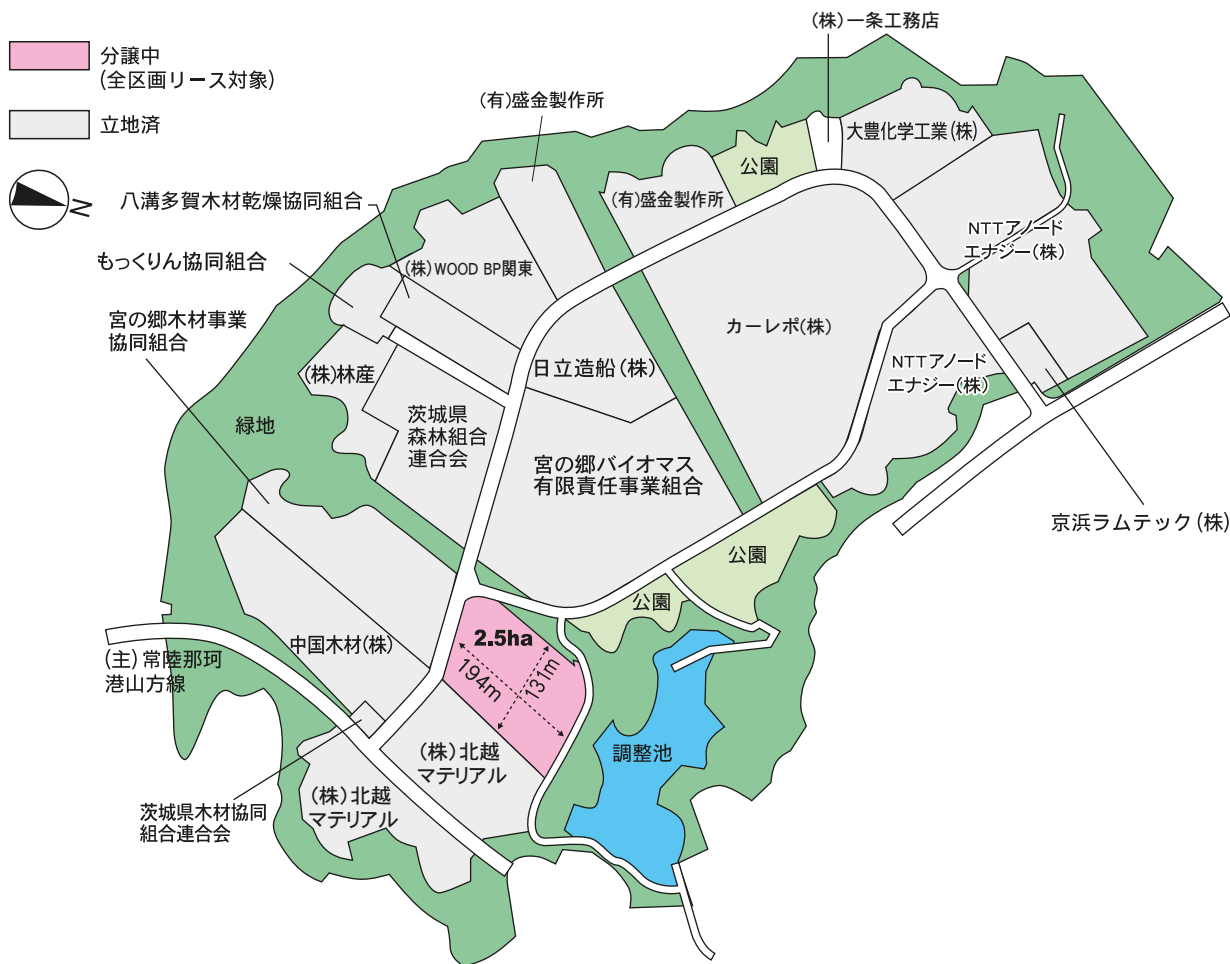 (株)一条工務店
分譲中
(全区画リース対象)
立地済
N
(有)盛金製作所
大豊化学工業(株)
公園
(有)盛金製作所
八溝多賀木材乾燥協同組合
NTTアノード
エナジー(株)
もっくりん協同組合
(株)WOOD BP関東
宮の郷木材事業
協同組合
カーレポ(株)
日立造船(株)
NTTアノード
エナジー(株)
(株)林産
茨城県
森林組合
連合会
緑地
宮の郷バイオマス
有限責任事業組合
京浜ラムテック(株)
公園
公園
2.5ha
194m
131m
中国木材(株)
(主)常陸那珂
港山方線
調整池
(株)北越
マテリアル
(株)北越
マテリアル
茨城県木材協同
組合連合会